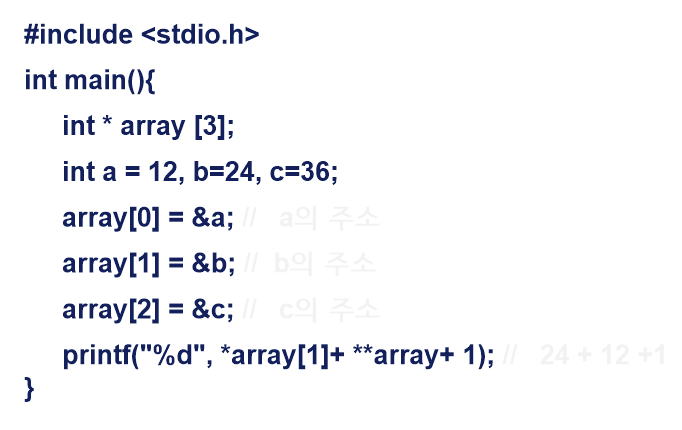 #include <stdio.h>
int main(){
int * array [3];
int a = 12, b=24, c=36;
array[0] = &a; // a의 주소
array[1] = &b; // b의 주소
array[2] = &c; // c의 주소
printf("%d", *array[1]+ **array+ 1); // 24 + 12 +1
}